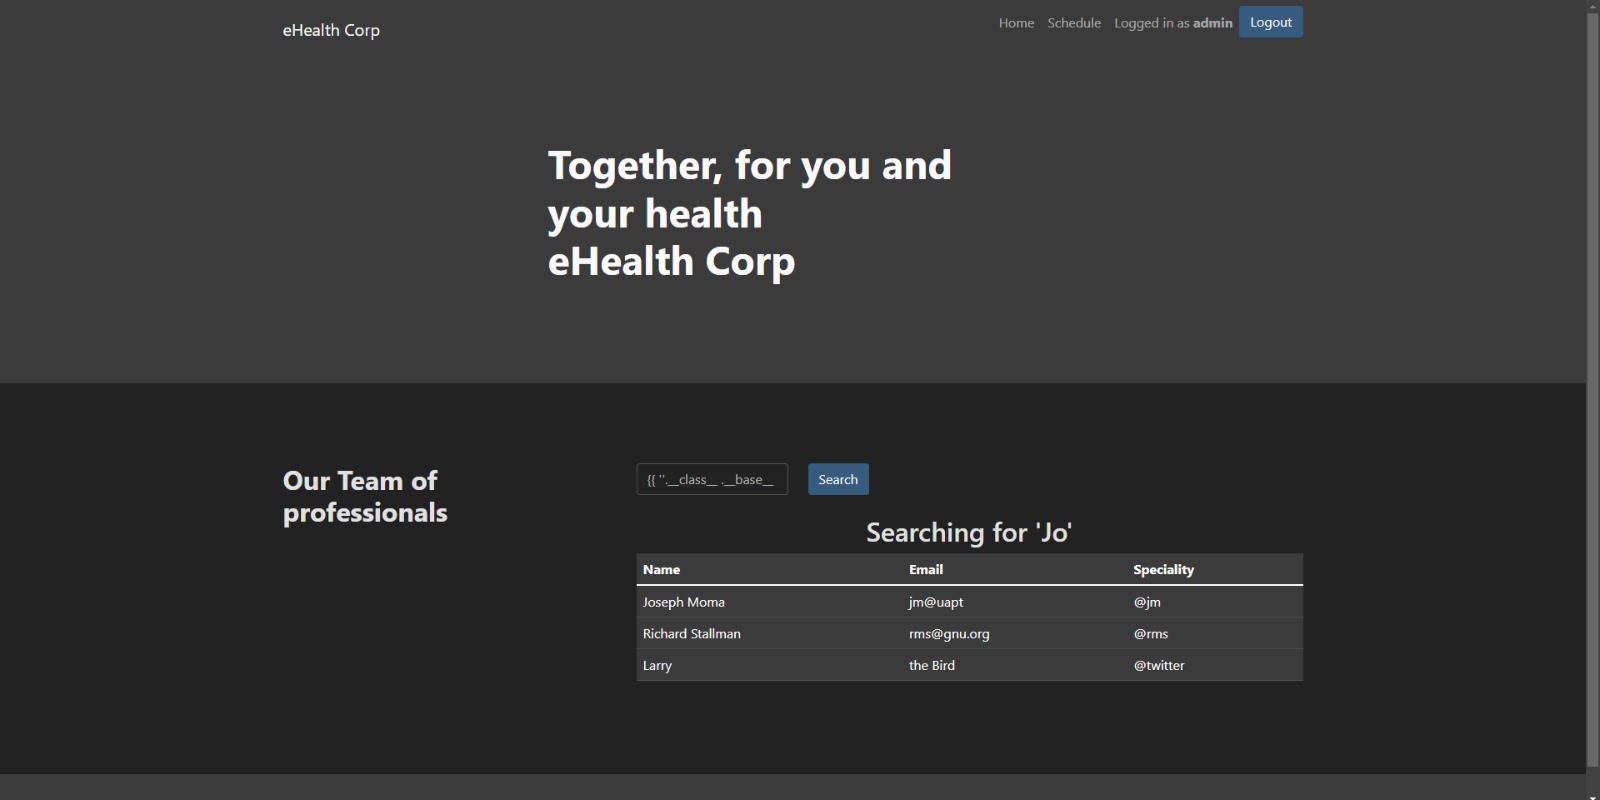 eHealth Corp
Home Schedule Logged in as admin Logout
Together, for you and
your health
eHealth Corp
Our Team of
professionals
{{ ''.__class__ .__base__ Search
Searching for 'Jo'
Name Email Speciality
Joseph Moma jm@uapt @jm
Richard Stallman rms@gnu.org @rms
Larry the Bird @twitter